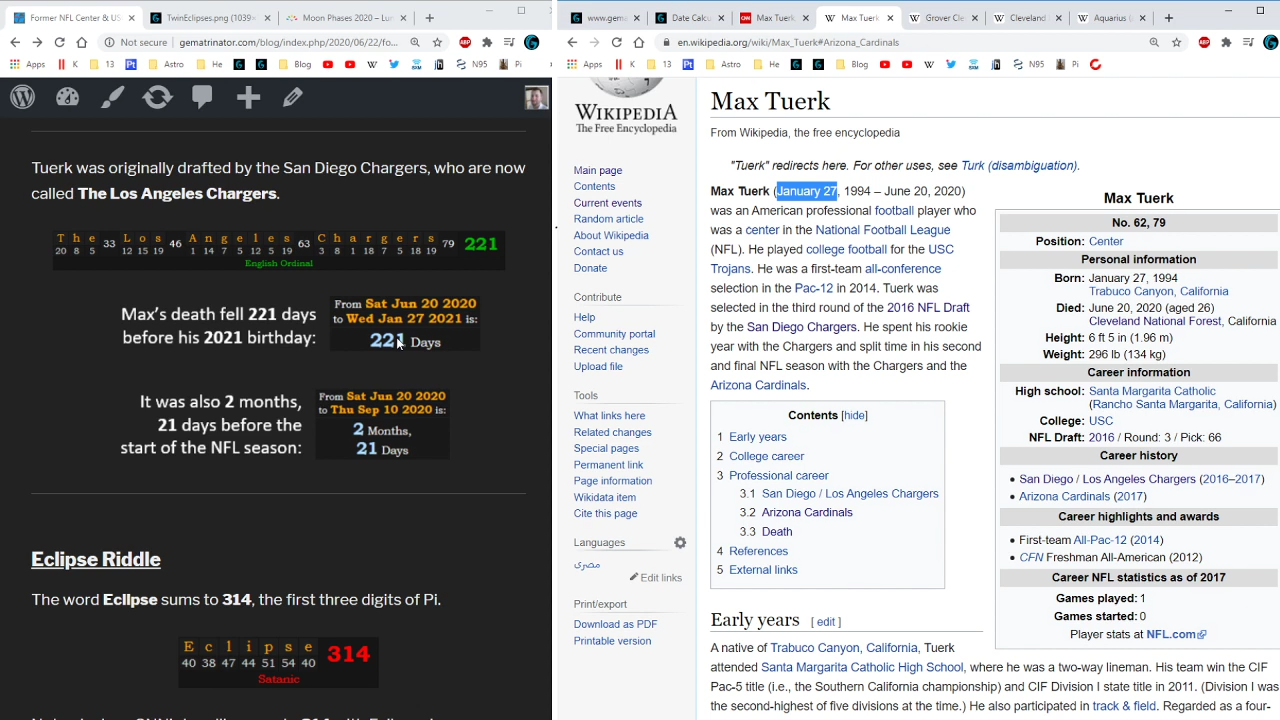 Former NFL Center & US
TwinEclipses.png (1039×
Moon Phases 2020 – Lun
Not secure
gematrinator.com/blog/index.php/2020/06/22/fo...
Apps
K
13
Pt
Astro
He
Blog
N95
Pi
Tuerk was originally drafted by the San Diego Chargers, who are now
called The Los Angeles Chargers.
T h e 33 L o s 46 A n g e l e s 63 C h a r g e r s 79 221
20 8 5 12 15 19 1 14 7 5 12 5 19 3 8 1 18 7 5 18 19
English Ordinal
Max's death fell 221 days
before his 2021 birthday:
From Sat Jun 20 2020
to Wed Jan 27 2021 is:
221 Days
It was also 2 months,
21 days before the
start of the NFL season:
From Sat Jun 20 2020
to Thu Sep 10 2020 is:
2 Months,
21 Days
Eclipse Riddle
The word Eclipse sums to 314, the first three digits of Pi.
E c l i p s e 314
40 38 47 44 51 54 40
Satanic
www.gema
Date Calcu
Max Tuerk
Max Tuerk
Grover Cle
Cleveland
Aquarius (
en.wikipedia.org/wiki/Max_Tuerk#Arizona_Cardinals
Apps
K
13
Pt
Astro
He
Blog
N95
Pi
WIKIPEDIA
The Free Encyclopedia
Main page
Contents
Current events
Random article
About Wikipedia
Contact us
Donate
Contribute
Help
Community portal
Recent changes
Upload file
Tools
What links here
Related changes
Special pages
Permanent link
Page information
Wikidata item
Cite this page
Languages
مصرى
Edit links
Print/export
Download as PDF
Printable version
Max Tuerk
From Wikipedia, the free encyclopedia
"Tuerk" redirects here. For other uses, see Turk (disambiguation).
Max Tuerk (January 27, 1994 – June 20, 2020)
was an American professional football player who
was a center in the National Football League
(NFL). He played college football for the USC
Trojans. He was a first-team all-conference
selection in the Pac-12 in 2014. Tuerk was
selected in the third round of the 2016 NFL Draft
by the San Diego Chargers. He spent his rookie
year with the Chargers and split time in his second
and final NFL season with the Chargers and the
Arizona Cardinals.
Contents [hide]
1 Early years
2 College career
3 Professional career
3.1 San Diego / Los Angeles Chargers
3.2 Arizona Cardinals
3.3 Death
4 References
5 External links
Early years [ edit ]
A native of Trabuco Canyon, California, Tuerk
attended Santa Margarita Catholic High School, where he was a two-way lineman. His team win the CIF
Pac-5 title (i.e., the Southern California championship) and CIF Division I state title in 2011. (Division I was
the second-highest of five divisions at the time.) He also participated in track & field. Regarded as a four-
Max Tuerk
No. 62, 79
Position: Center
Personal information
Born: January 27, 1994
Trabuco Canyon, California
Died: June 20, 2020 (aged 26)
Cleveland National Forest, California
Height: 6 ft 5 in (1.96 m)
Weight: 296 lb (134 kg)
Career information
High school: Santa Margarita Catholic
(Rancho Santa Margarita, California)
College: USC
NFL Draft: 2016 / Round: 3 / Pick: 66
Career history
• San Diego / Los Angeles Chargers (2016–2017)
• Arizona Cardinals (2017)
Career highlights and awards
• First-team All-Pac-12 (2014)
• CFN Freshman All-American (2012)
Career NFL statistics as of 2017
Games played: 1
Games started: 0
Player stats at NFL.com